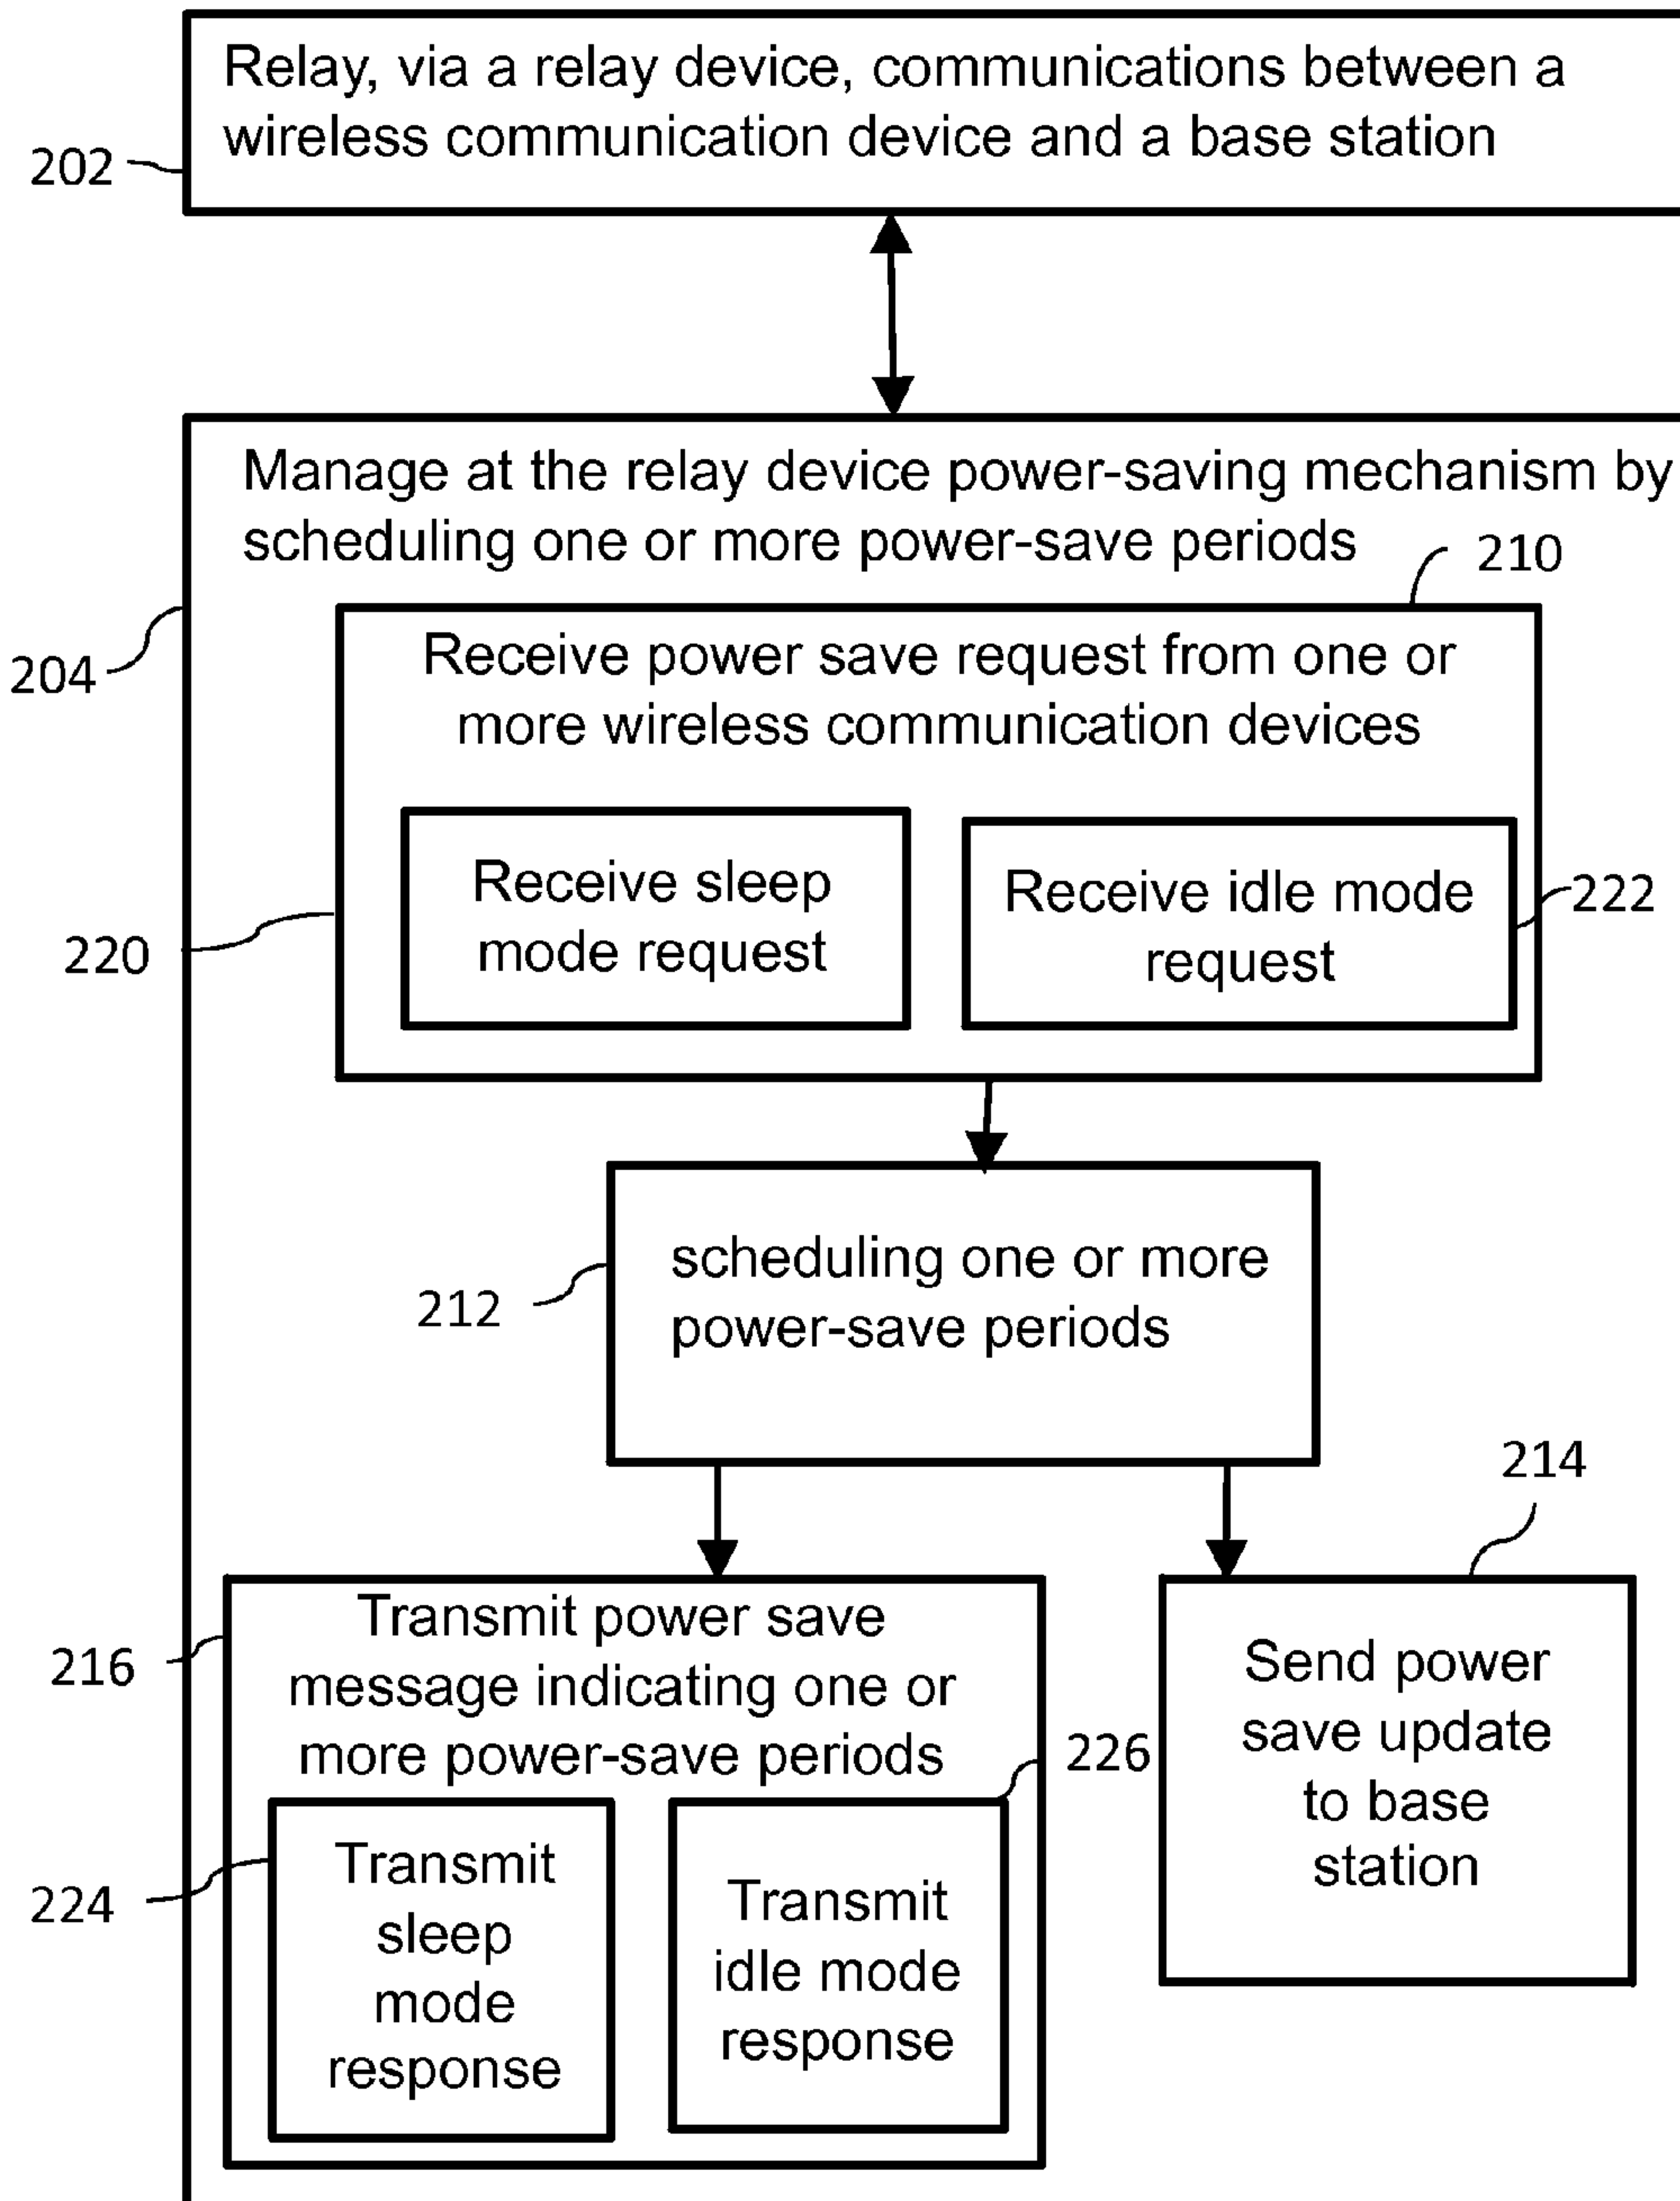 Relay, via a relay device, communications between a
wireless communication device and a base station
202
Manage at the relay device power-saving mechanism by
scheduling one or more power-save periods
210
204
Receive power save request from one or
more wireless communication devices
Receive sleep
mode request
220
Receive idle mode
request
222
scheduling one or more
power-save periods
212
214
216
Transmit power save
message indicating one or
more power-save periods
226
224
Transmit
sleep
mode
response
Transmit
idle mode
response
Send power
save update
to base
station